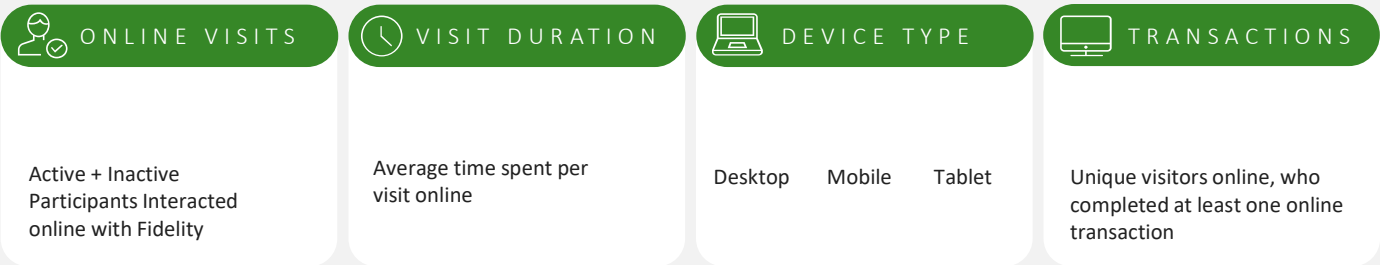 ONLINE VISITS
Active + Inactive
Participants Interacted
online with Fidelity
VISIT DURATION
Average time spent per
visit online
DEVICE TYPE
Desktop Mobile Tablet
TRANSACTIONS
Unique visitors online, who
completed at least one online
transaction